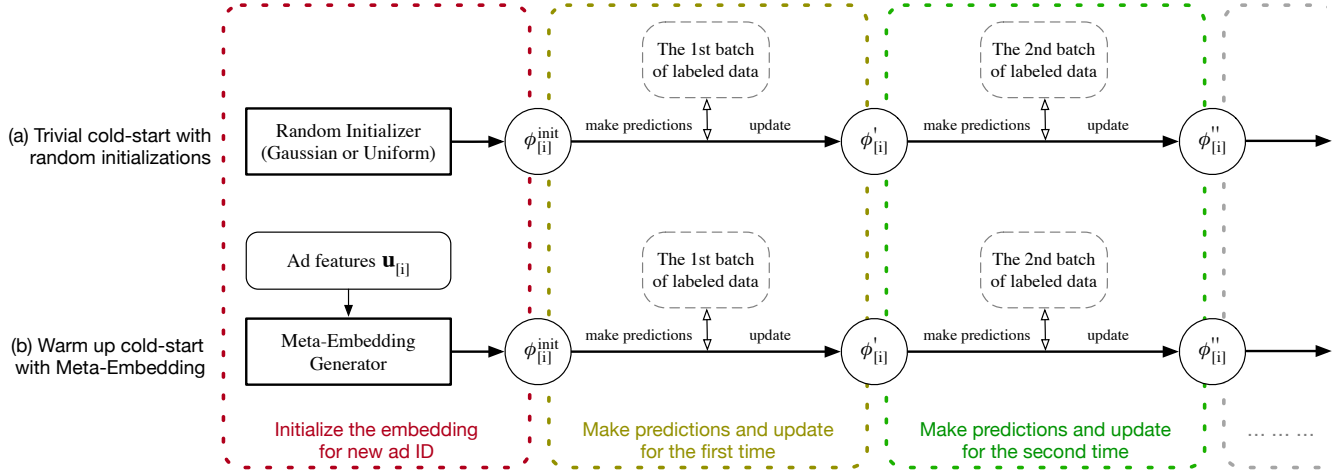 The 1st batch
of labeled data
The 2nd batch
of labeled data
(a) Trivial cold-start with
random initializations
Random Initializer
(Gaussian or Uniform)
ϕ[i]^init
make predictions
update
ϕ[i]'
make predictions
update
ϕ[i]''
Ad features u[i]
The 1st batch
of labeled data
The 2nd batch
of labeled data
(b) Warm up cold-start
with Meta-Embedding
Meta-Embedding
Generator
ϕ[i]^init
make predictions
update
ϕ[i]'
make predictions
update
ϕ[i]''
Initialize the embedding
for new ad ID
Make predictions and update
for the first time
Make predictions and update
for the second time
... ... ...